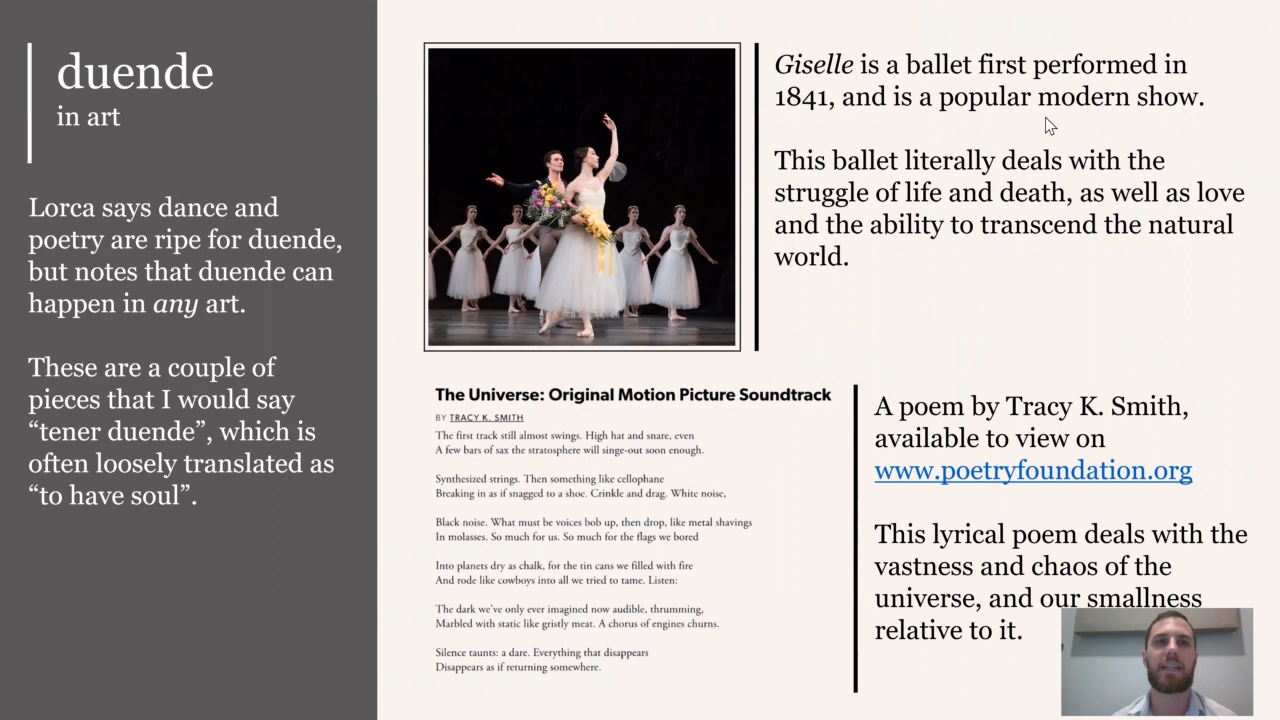 duende
in art
Lorca says dance and
poetry are ripe for duende,
but notes that duende can
happen in any art.
These are a couple of
pieces that I would say
“tener duende”, which is
often loosely translated as
“to have soul”.
Giselle is a ballet first performed in
1841, and is a popular modern show.
This ballet literally deals with the
struggle of life and death, as well as love
and the ability to transcend the natural
world.
The Universe: Original Motion Picture Soundtrack
BY TRACY K. SMITH
The first track still almost swings. High hat and snare, even
A few bars of sax the stratosphere will singe-out soon enough.
Synthesized strings. Then something like cellophane
Breaking in as if snagged to a shoe. Crinkle and drag. White noise,
Black noise. What must be voices bob up, then drop, like metal shavings
In molasses. So much for us. So much for the flags we bored
Into planets dry as chalk, for the tin cans we filled with fire
And rode like cowboys into all we tried to tame. Listen:
The dark we've only ever imagined now audible, thrumming,
Marbled with static like gristly meat. A chorus of engines churns.
Silence taunts: a dare. Everything that disappears
Disappears as if returning somewhere.
A poem by Tracy K. Smith,
available to view on
www.poetryfoundation.org
This lyrical poem deals with the
vastness and chaos of the
universe, and our smallness
relative to it.